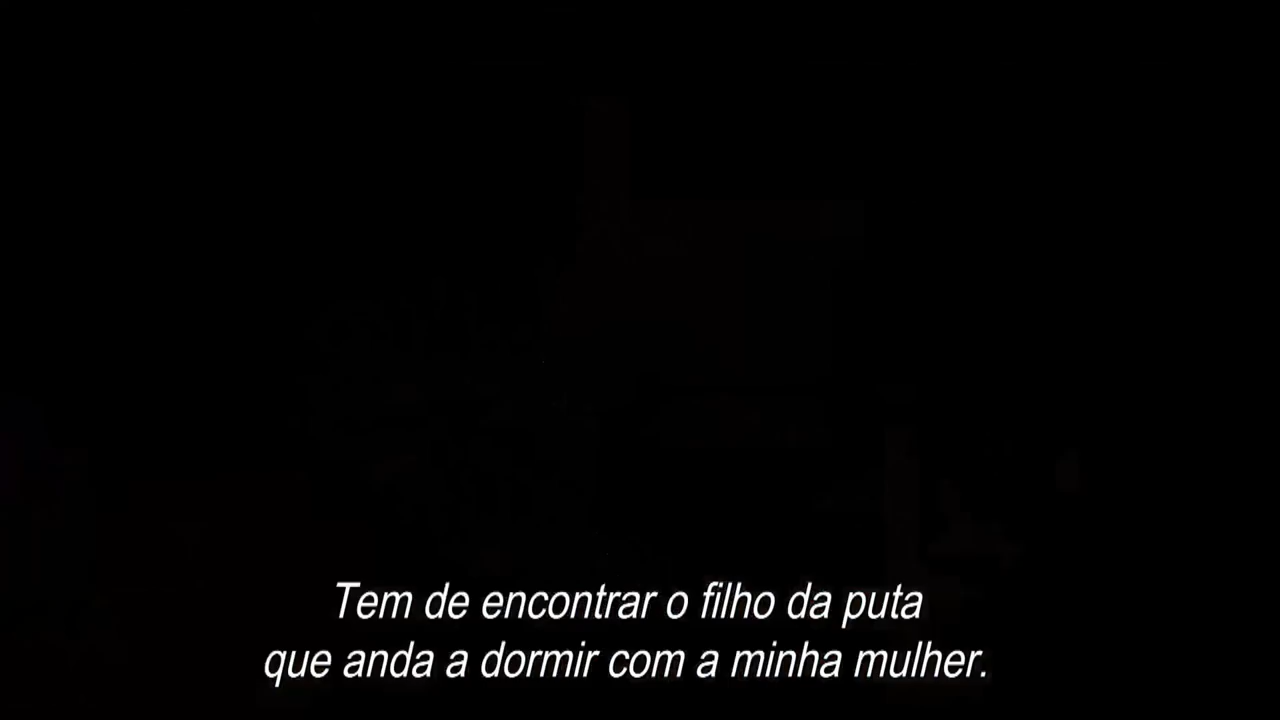 Tem de encontrar o filho da puta
que anda a dormir com a minha mulher.